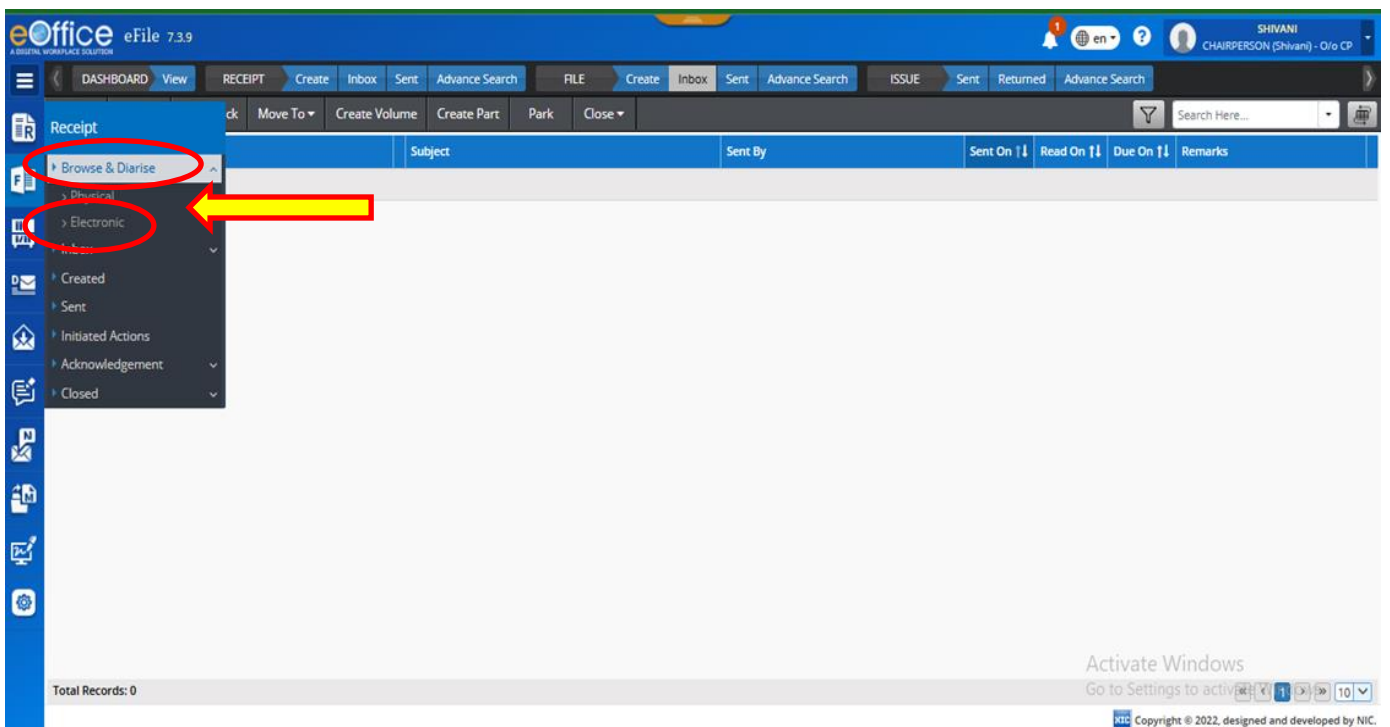 eOffice eFile 7.3.9
A DIGITAL WORKPLACE SOLUTION
1
en
?
SHIVANI
CHAIRPERSON (Shivani) - O/o CP
DASHBOARD View RECEIPT Create Inbox Sent Advance Search FILE Create Inbox Sent Advance Search ISSUE Sent Returned Advance Search
Move To Create Volume Create Part Park Close Search Here...
Receipt
Subject Sent By Sent On Read On Due On Remarks
Browse & Diarise
Physical
Electronic
Inbox
Created
Sent
Initiated Actions
Acknowledgement
Closed
Activate Windows
Total Records: 0
Go to Settings to activ
1
10
NIC Copyright © 2022, designed and developed by NIC.